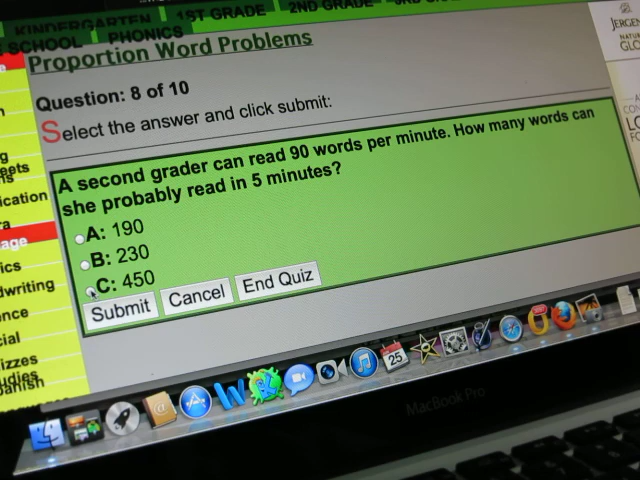 KINDERGARTEN
1ST GRADE
2ND GRADE
SCHOOL
PHONICS
Proportion Word Problems
Question: 8 of 10
Select the answer and click submit:
A second grader can read 90 words per minute. How many words can
she probably read in 5 minutes?
A: 190
B: 230
C: 450
Submit
Cancel
End Quiz
25
MacBook Pro